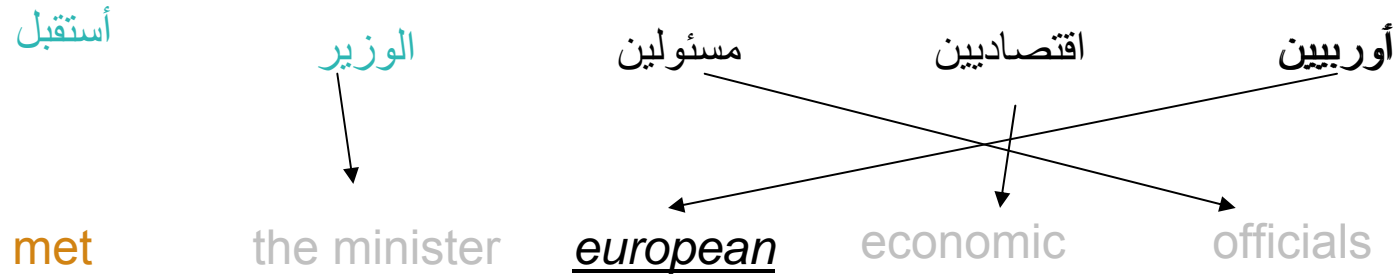 أستقبل الوزير مسئولين اقتصاديين أوربيين
met the minister european economic officials